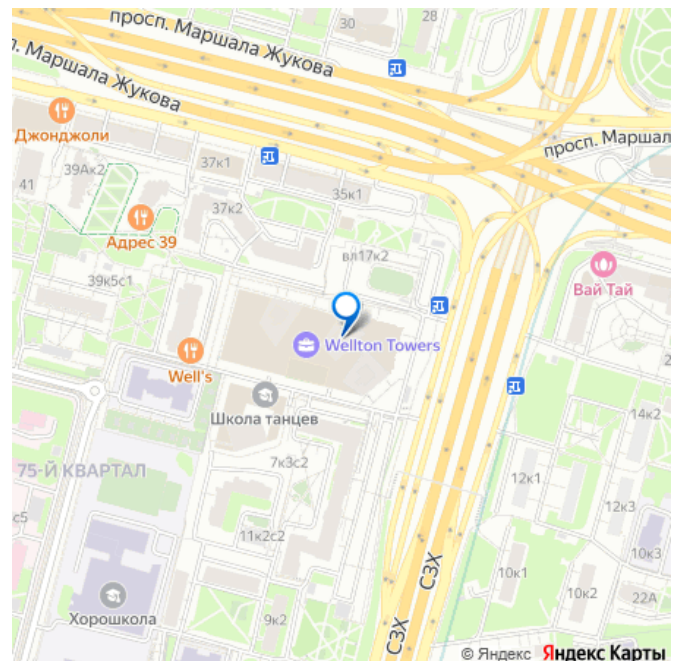 просп. Маршала Жукова
30
28
п. Маршала Жукова
Джонджоли
просп. Маршал
39Ак2
37к1
41
35к1
37к2
Адрес 39
вл17к2
39к5с1
Вай Тай
Wellton Towers
2
Well's
Школа танцев
14к2
75-Й КВАРТАЛ
7к3с2
12к1
12к3
с5
11к2с2
10к3
10к1
СЗХ
10к2
22А
Хорошкола
9к2
СЗХ
© Яндекс Яндекс Карты